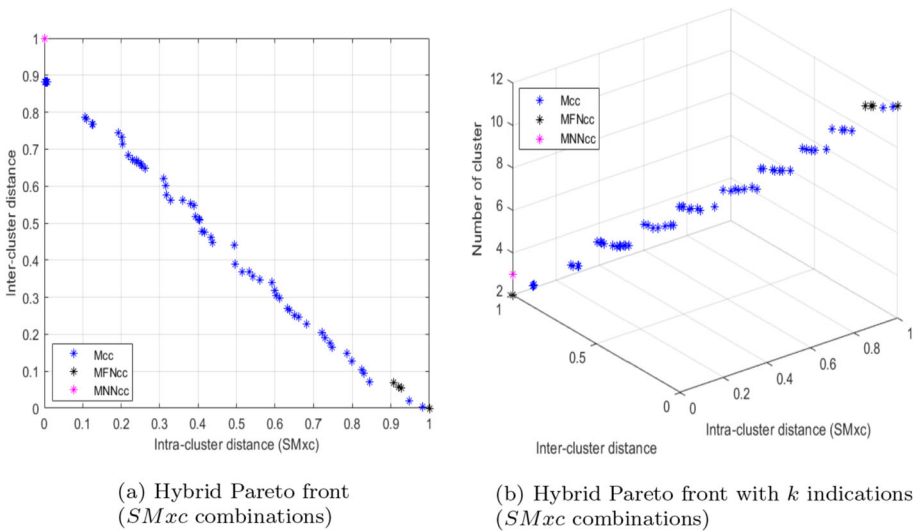 1
0.9
0.8
0.7
0.6
0.5
0.4
0.3
0.2
0.1
0
Inter-cluster distance
Mcc
MFNcc
MNNcc
0 0.1 0.2 0.3 0.4 0.5 0.6 0.7 0.8 0.9 1
Intra-cluster distance (SMxc)
(a) Hybrid Pareto front
(SMxc combinations)
12
10
8
6
4
2
Number of cluster
Mcc
MFNcc
MNNcc
1
0.5
0
Inter-cluster distance
0 0.2 0.4 0.6 0.8 1
Intra-cluster distance (SMxc)
(b) Hybrid Pareto front with k indications
(SMxc combinations)